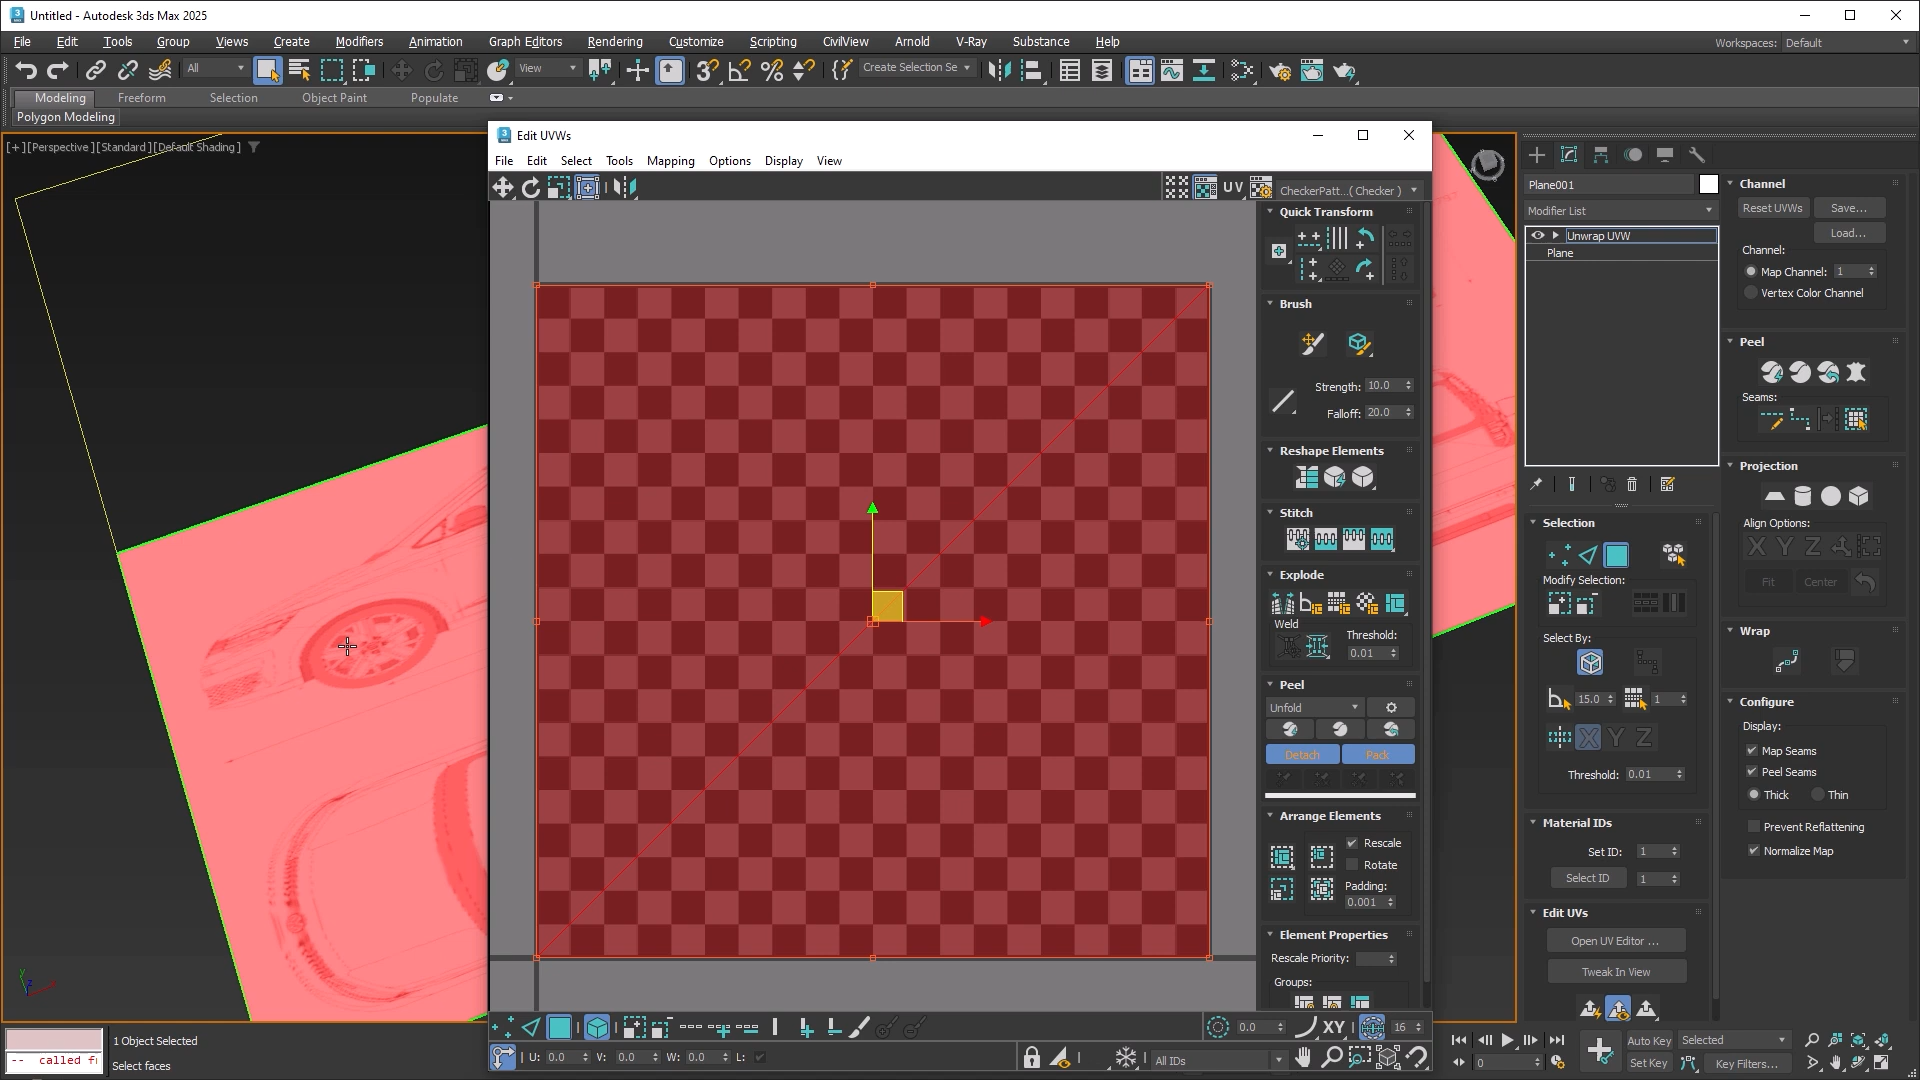 Untitled - Autodesk 3ds Max 2025
File Edit Tools Group Views Create Modifiers Animation Graph Editors Rendering Customize Scripting CivilView Arnold V-Ray Substance Help
Workspaces: Default
All
View
Create Selection Se
Modeling Freeform Selection Object Paint Populate
Polygon Modeling
[+][Perspective][Standard][Default Shading]
Edit UVWs
File Edit Select Tools Mapping Options Display View
UV
CheckerPatt...( Checker )
Quick Transform
Brush
Strength: 10.0
Falloff: 20.0
Reshape Elements
Stitch
Explode
Weld
Threshold:
0.01
Peel
Unfold
Detach Pack
Arrange Elements
Rescale
Rotate
Padding:
0.001
Element Properties
Rescale Priority:
Groups:
0.0
XY
16
U: 0.0 V: 0.0 W: 0.0 L:
All IDs
Plane001
Modifier List
Unwrap UVW
Plane
Selection
Modify Selection:
Select By:
15.0
1
X Y Z
Threshold: 0.01
Material IDs
Set ID: 1
Select ID 1
Edit UVs
Open UV Editor ...
Tweak In View
Channel
Reset UVWs Save...
Load...
Channel:
Map Channel: 1
Vertex Color Channel
Peel
Seams:
Projection
Align Options:
X Y Z
Fit Center
Wrap
Configure
Display:
Map Seams
Peel Seams
Thick Thin
Prevent Reflattening
Normalize Map
-- called f
1 Object Selected
Select faces
0
Auto Key Selected
Set Key Key Filters...
y
z